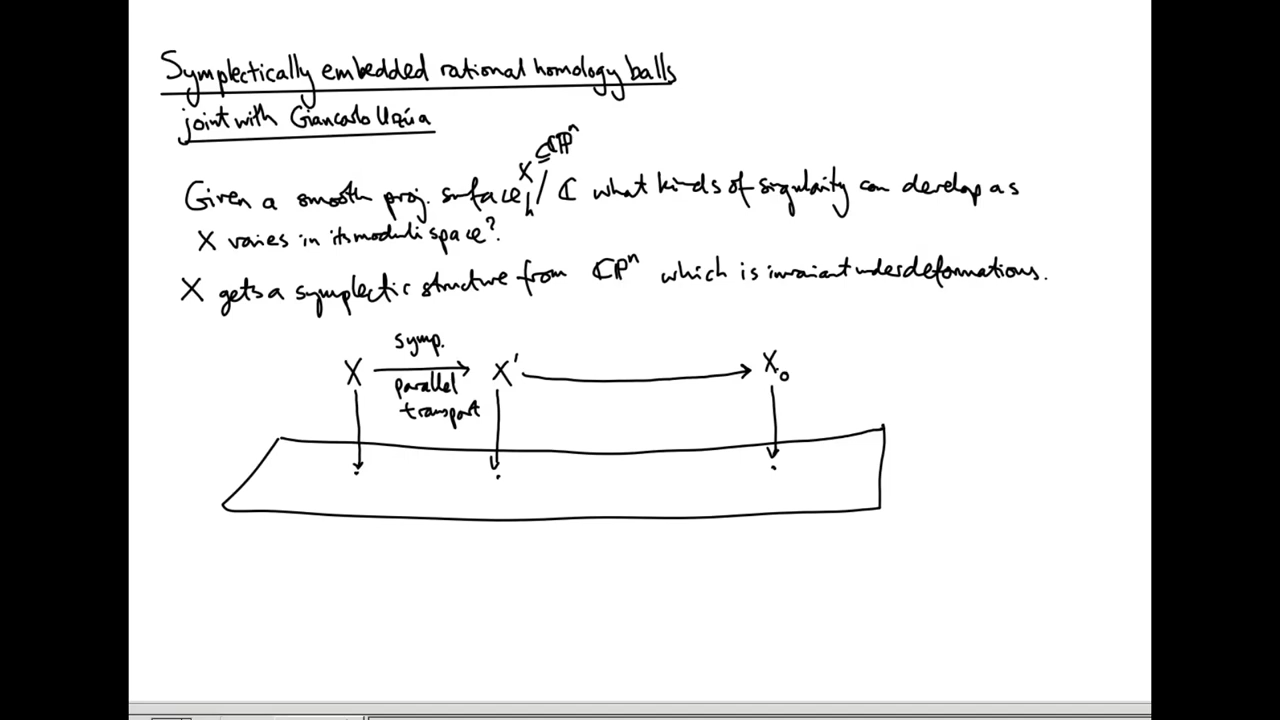 Symplectically embedded rational homology balls
joint with Giancarlo Urzúa
X ⊆ ℂℙⁿ
Given a smooth proj. surface / ℂ what kinds of singularity can develop as
X varies in its moduli space?
X gets a symplectic structure from ℂℙⁿ which is invariant under deformations.
X symp. parallel transport X' X₀